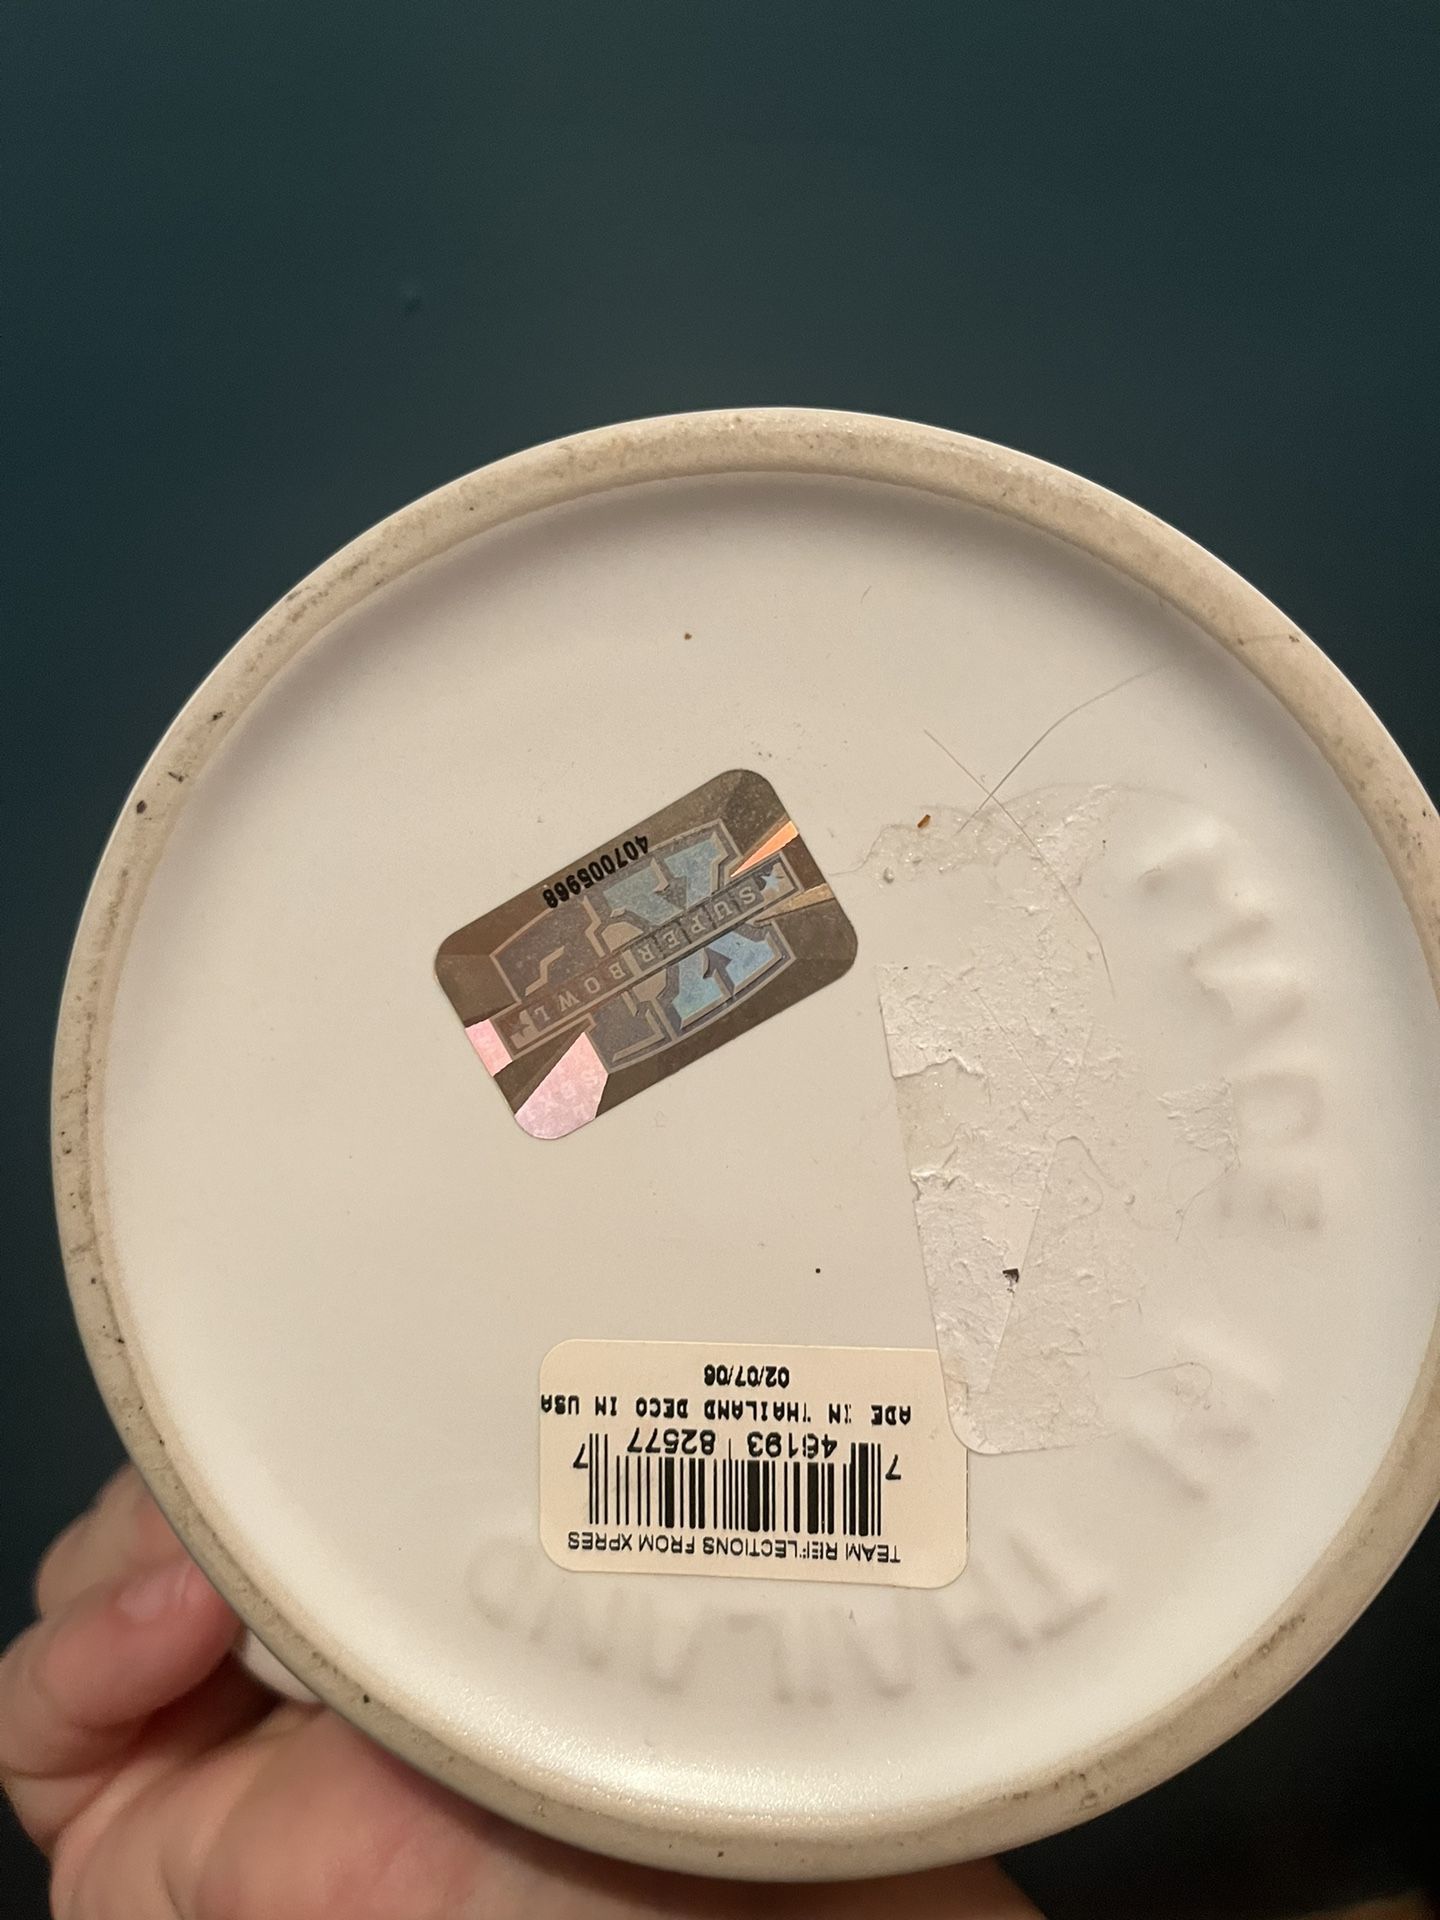 407005968
SUPER BOWL
XL
TEAM REFLECTIONS FROM XPRES
7 46193 82577 7
ADE IN THAILAND DECO IN USA
02/07/06
MADE IN THAILAND